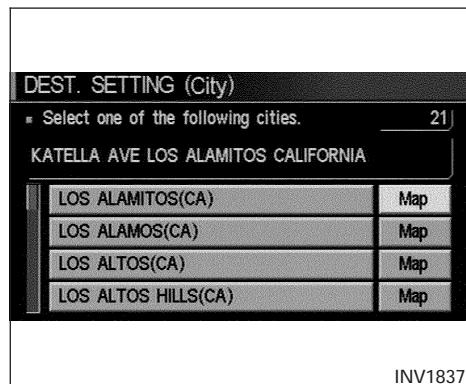 DEST. SETTING (City)
Select one of the following cities. 21
KATELLA AVE LOS ALAMITOS CALIFORNIA
LOS ALAMITOS(CA) Map
LOS ALAMOS(CA) Map
LOS ALTOS(CA) Map
LOS ALTOS HILLS(CA) Map
INV1837